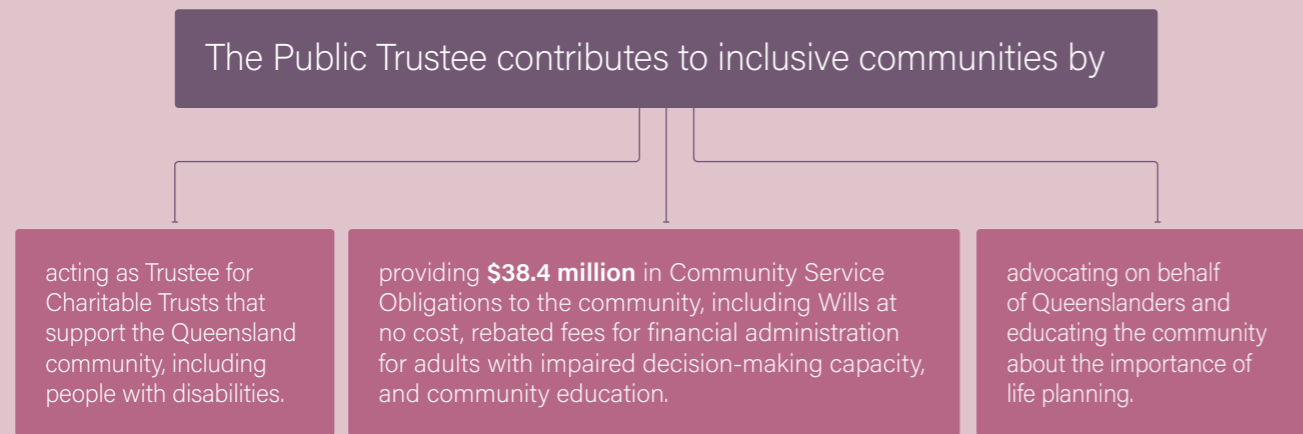 The Public Trustee contributes to inclusive communities by
acting as Trustee for
Charitable Trusts that
support the Queensland
community, including
people with disabilities.
providing $38.4 million in Community Service
Obligations to the community, including Wills at
no cost, rebated fees for financial administration
for adults with impaired decision-making capacity,
and community education.
advocating on behalf
of Queenslanders and
educating the community
about the importance of
life planning.